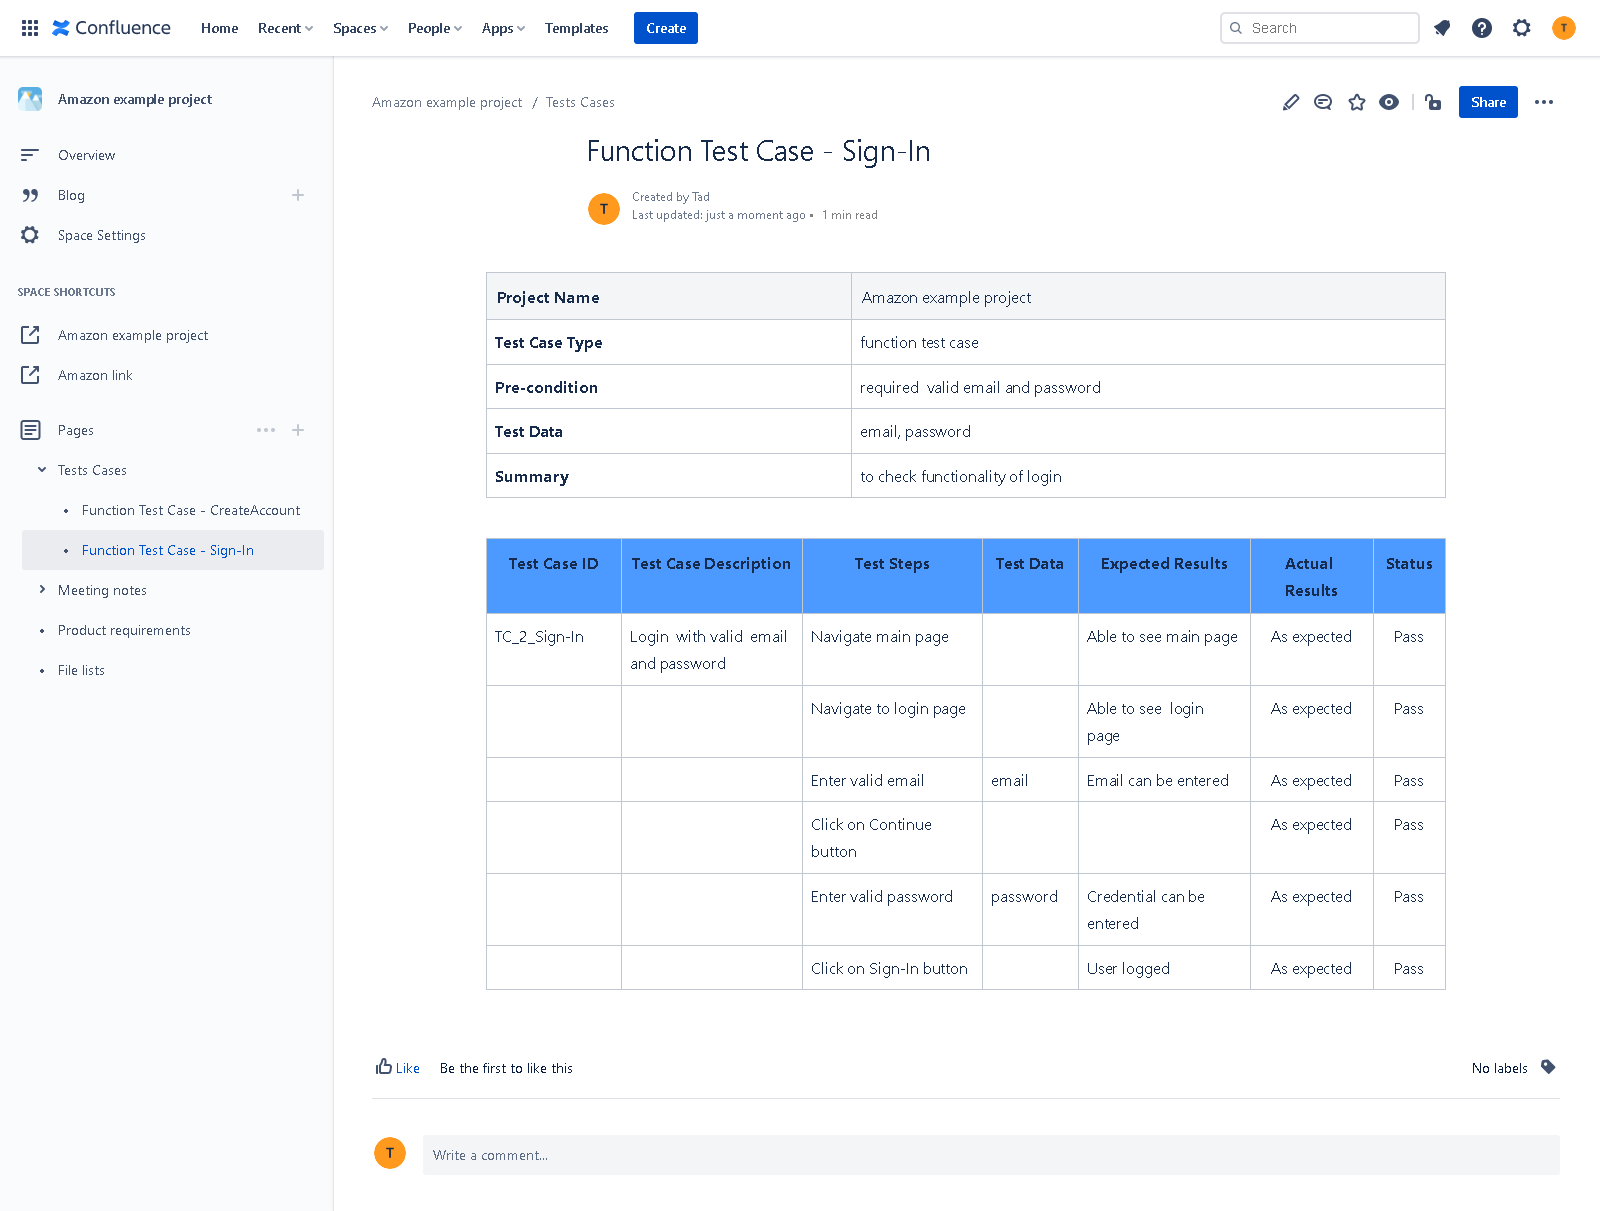 Confluence Home Recent Spaces People Apps Templates Create Search T
Amazon example project
Overview
Blog
Space Settings
SPACE SHORTCUTS
Amazon example project
Amazon link
Pages
Tests Cases
Function Test Case - CreateAccount
Function Test Case - Sign-In
Meeting notes
Product requirements
File lists
Amazon example project / Tests Cases Share
Function Test Case - Sign-In
T
Created by Tad
Last updated: just a moment ago • 1 min read
Project Name Amazon example project
Test Case Type function test case
Pre-condition required valid email and password
Test Data email, password
Summary to check functionality of login
Test Case ID Test Case Description Test Steps Test Data Expected Results Actual Status
Results
TC_2_Sign-In Login with valid email Navigate main page Able to see main page As expected Pass
and password
Navigate to login page Able to see login As expected Pass
page
Enter valid email email Email can be entered As expected Pass
Click on Continue As expected Pass
button
Enter valid password password Credential can be As expected Pass
entered
Click on Sign-In button User logged As expected Pass
Like Be the first to like this No labels
T Write a comment...